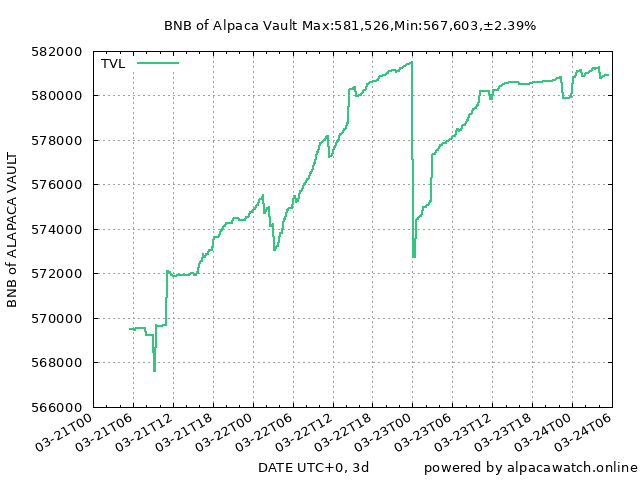 BNB of Alpaca Vault Max:581,526,Min:567,603,±2.39%
TVL
BNB of ALAPACA VAULT
582000
580000
578000
576000
574000
572000
570000
568000
566000
03-21T00
03-21T06
03-21T12
03-21T18
03-22T00
03-22T06
03-22T12
03-22T18
03-23T00
03-23T06
03-23T12
03-23T18
03-24T00
03-24T06
DATE UTC+0, 3d
powered by alpacawatch.online